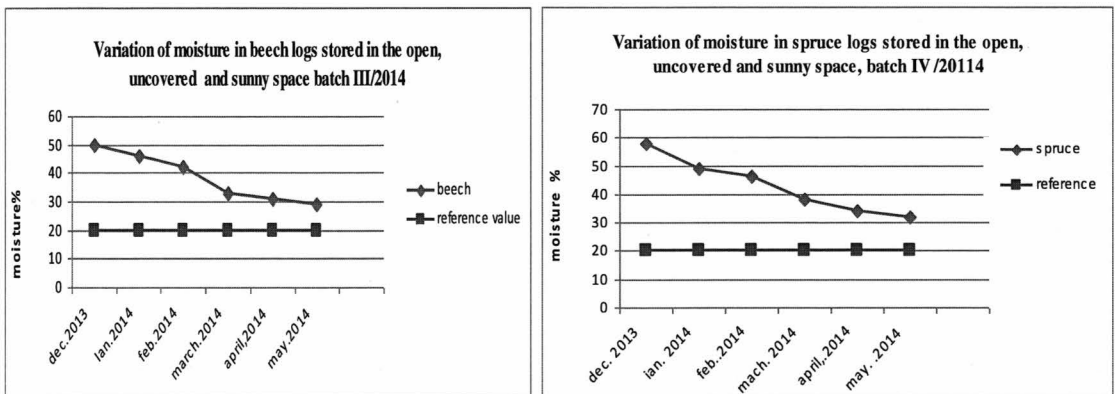 Variation of moisture in beech logs stored in the open,
uncovered and sunny space batch III/2014
60
50
40
30
20
10
0
moisture%
dec.2013
Ian.2014
feb.2014
march.2014
april,2014
may.2014
beech
reference value
Variation of moisture in spruce logs stored in the open,
uncovered and sunny space, batch IV /20114
70
60
50
40
30
20
10
0
moisture %
dec. 2013
ian. 2014
feb..2014
mach. 2014
april,.2014
may. .2014
spruce
reference